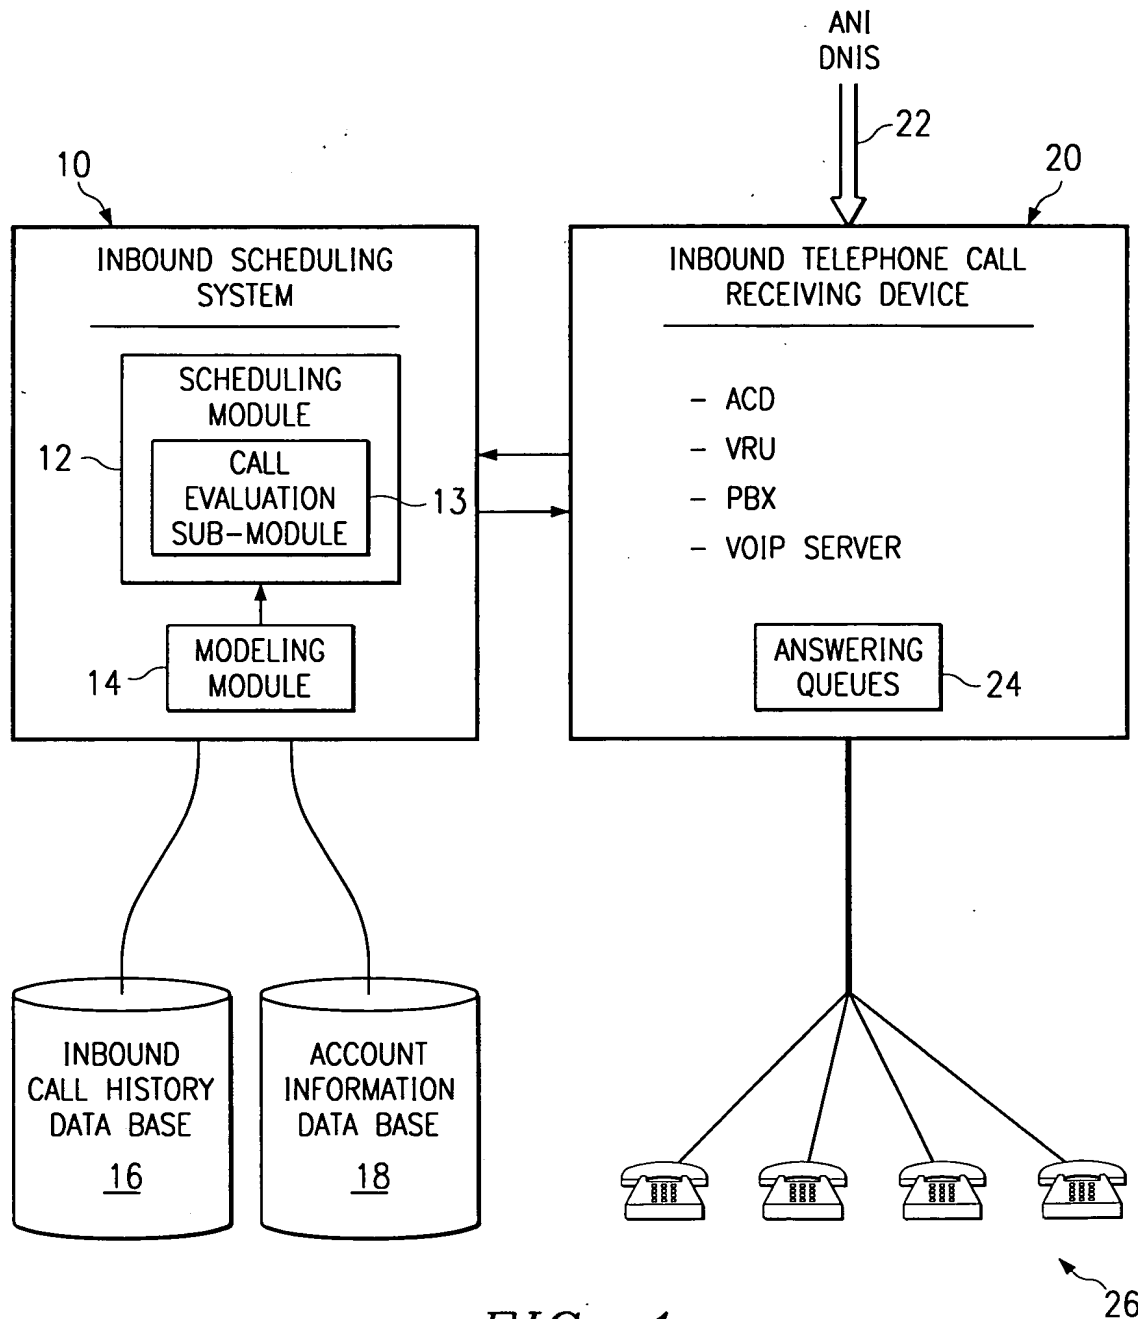 ANI
DNIS
22
10
20
INBOUND SCHEDULING
SYSTEM
INBOUND TELEPHONE CALL
RECEIVING DEVICE
SCHEDULING
MODULE
12
CALL
EVALUATION
SUB-MODULE
13
- ACD
- VRU
- PBX
- VOIP SERVER
MODELING
MODULE
14
ANSWERING
QUEUES
24
INBOUND
CALL HISTORY
DATA BASE
16
ACCOUNT
INFORMATION
DATA BASE
18
26
FIG. 1